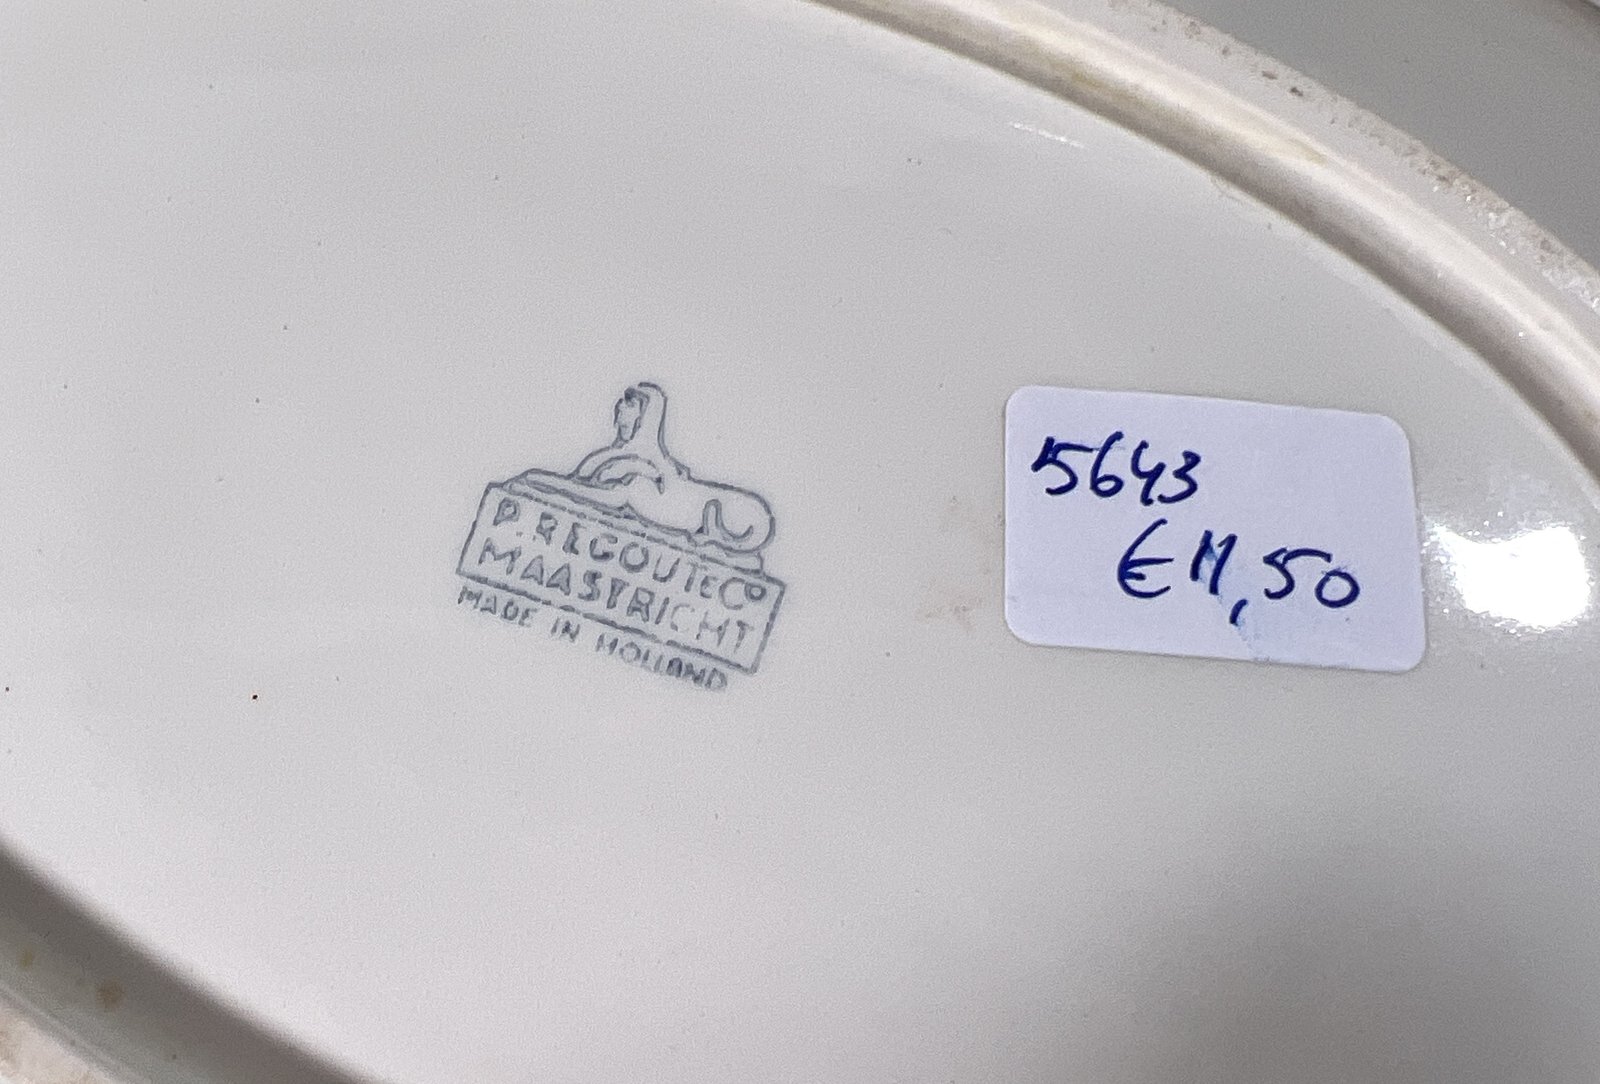 P. REGOUT & Co
MAASTRICHT
MADE IN HOLLAND
5643
€ 11,50